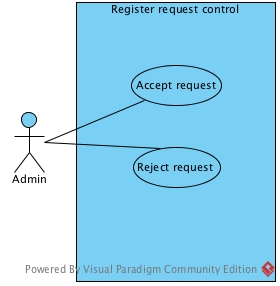 Register request control
Accept request
Reject request
Admin
Powered By Visual Paradigm Community Edition